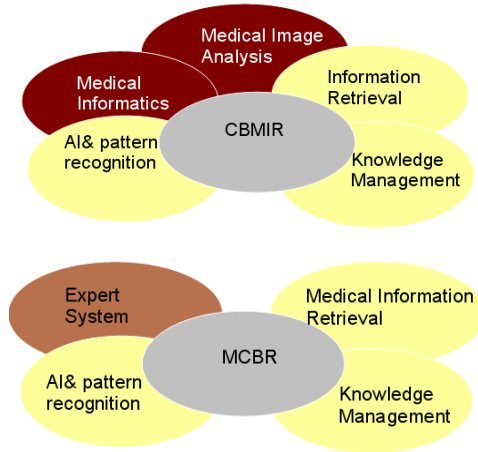 Medical Image
Analysis
Medical
Informatics
Information
Retrieval
CBMIR
AI& pattern
recognition
Knowledge
Management
Expert
System
Medical Information
Retrieval
MCBR
AI& pattern
recognition
Knowledge
Management